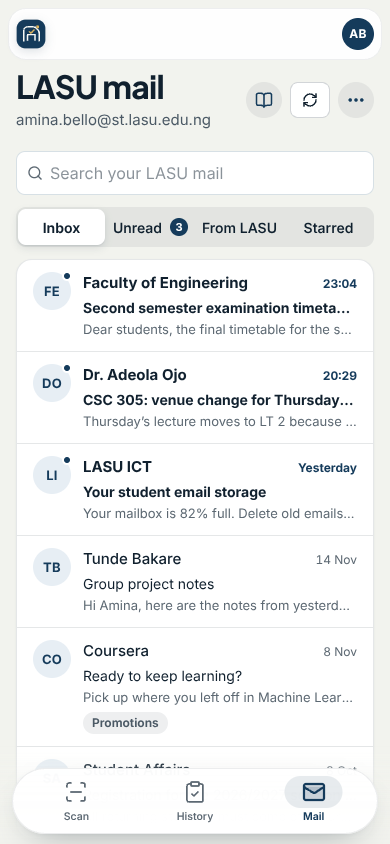 AB
LASU mail
amina.bello@st.lasu.edu.ng
Search your LASU mail
Inbox Unread 3 From LASU Starred
FE Faculty of Engineering 23:04
Second semester examination timeta...
Dear students, the final timetable for the s...
DO Dr. Adeola Ojo 20:29
CSC 305: venue change for Thursday...
Thursday's lecture moves to LT 2 because ...
LI LASU ICT Yesterday
Your student email storage
Your mailbox is 82% full. Delete old emails...
TB Tunde Bakare 14 Nov
Group project notes
Hi Amina, here are the notes from yesterd...
CO Coursera 8 Nov
Ready to keep learning?
Pick up where you left off in Machine Lear...
Promotions
Student Affairs
Scan History Mail